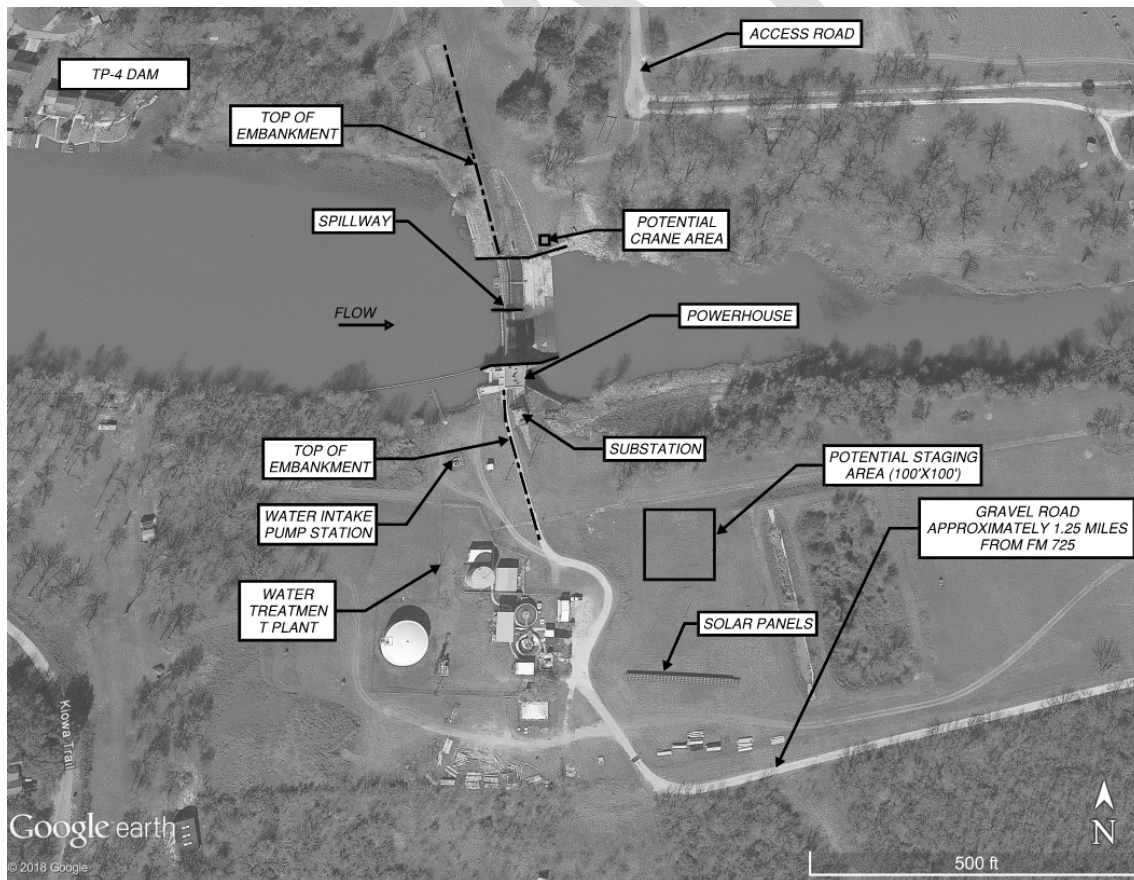 TP-4 DAM
ACCESS ROAD
TOP OF
EMBANKMENT
SPILLWAY
POTENTIAL
CRANE AREA
FLOW
POWERHOUSE
TOP OF
EMBANKMENT
SUBSTATION
POTENTIAL STAGING
AREA (100'X100')
WATER INTAKE
PUMP STATION
GRAVEL ROAD
APPROXIMATELY 1.25 MILES
FROM FM 725
WATER
TREATMEN
T PLANT
SOLAR PANELS
Kiowa Trail
Google earth
© 2018 Google
N
500 ft